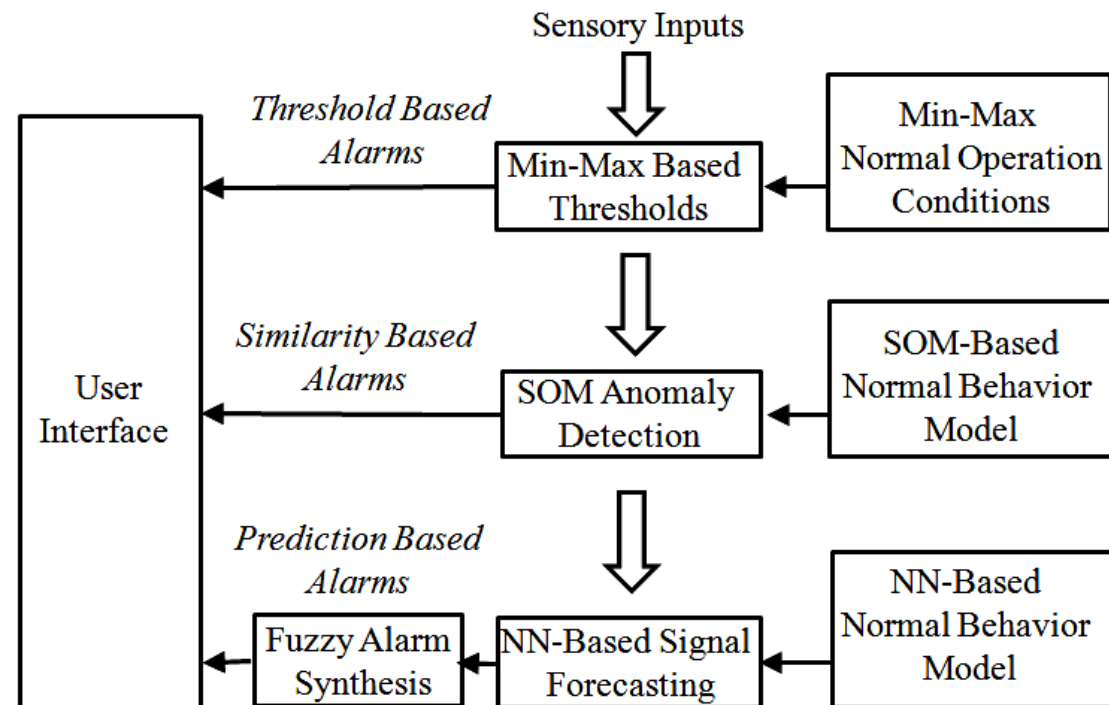 Sensory Inputs
Threshold Based
Alarms
Min-Max Based
Thresholds
Min-Max
Normal Operation
Conditions
User
Interface
Similarity Based
Alarms
SOM Anomaly
Detection
SOM-Based
Normal Behavior
Model
Prediction Based
Alarms
Fuzzy Alarm
Synthesis
NN-Based Signal
Forecasting
NN-Based
Normal Behavior
Model